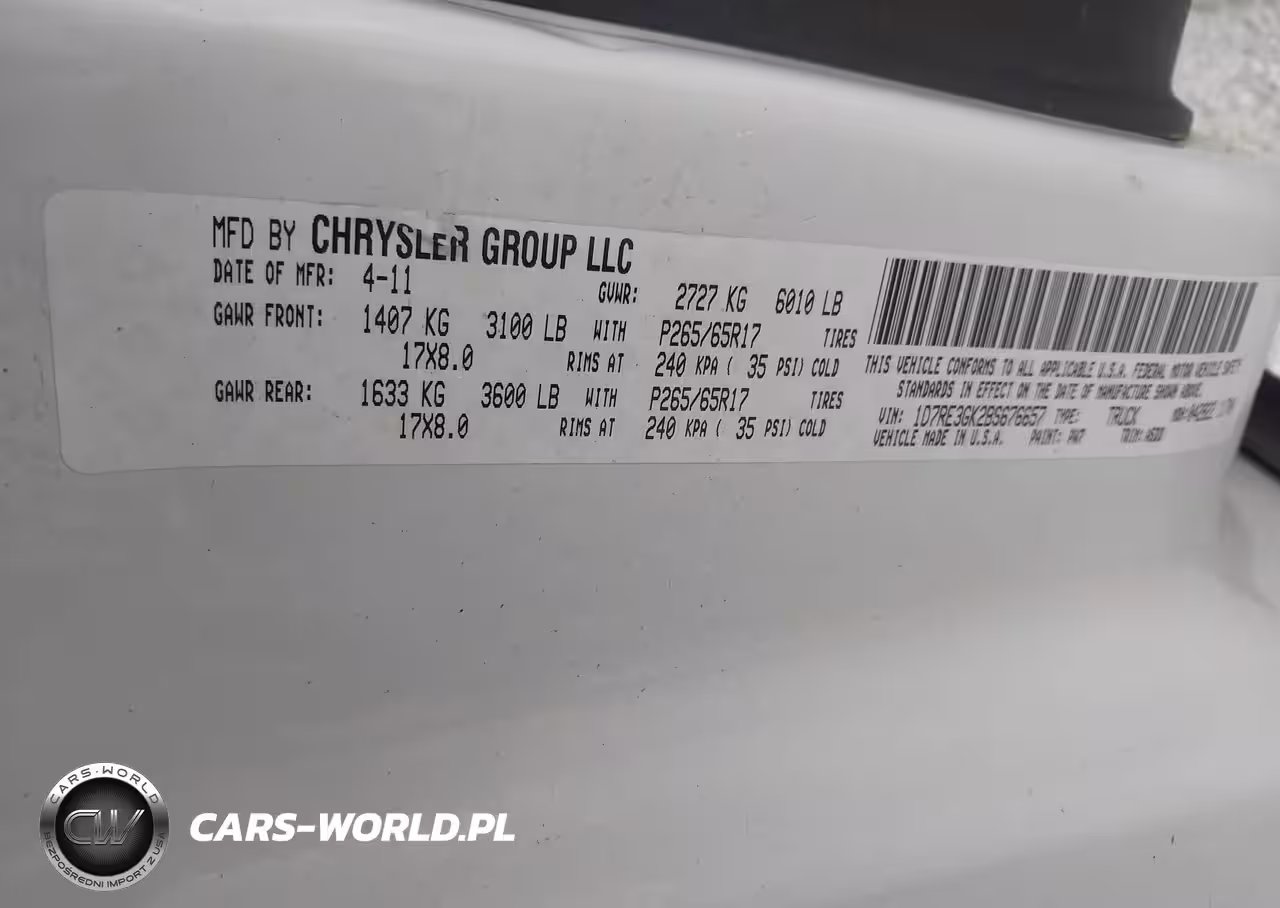 MFD BY CHRYSLER GROUP LLC
DATE OF MFR: 4-11 GVWR: 2727 KG 6010 LB
GAWR FRONT: 1407 KG 3100 LB WITH P265/65R17 TIRES
17X8.0 RIMS AT 240 KPA ( 35 PSI) COLD
GAWR REAR: 1633 KG 3600 LB WITH P265/65R17 TIRES
17X8.0 RIMS AT 240 KPA ( 35 PSI) COLD
THIS VEHICLE CONFORMS TO ALL APPLICABLE U.S.A. FEDERAL MOTOR VEHICLE SAFETY
STANDARDS IN EFFECT ON THE DATE OF MANUFACTURE SHOWN ABOVE.
VIN: 1D7RE3GK2BS676657 TYPE: TRUCK MDH:
VEHICLE MADE IN U.S.A. PAINT: PW7 TRIM:
CARS-WORLD
CW
BEZPOŚREDNI IMPORT Z USA
CARS-WORLD.PL